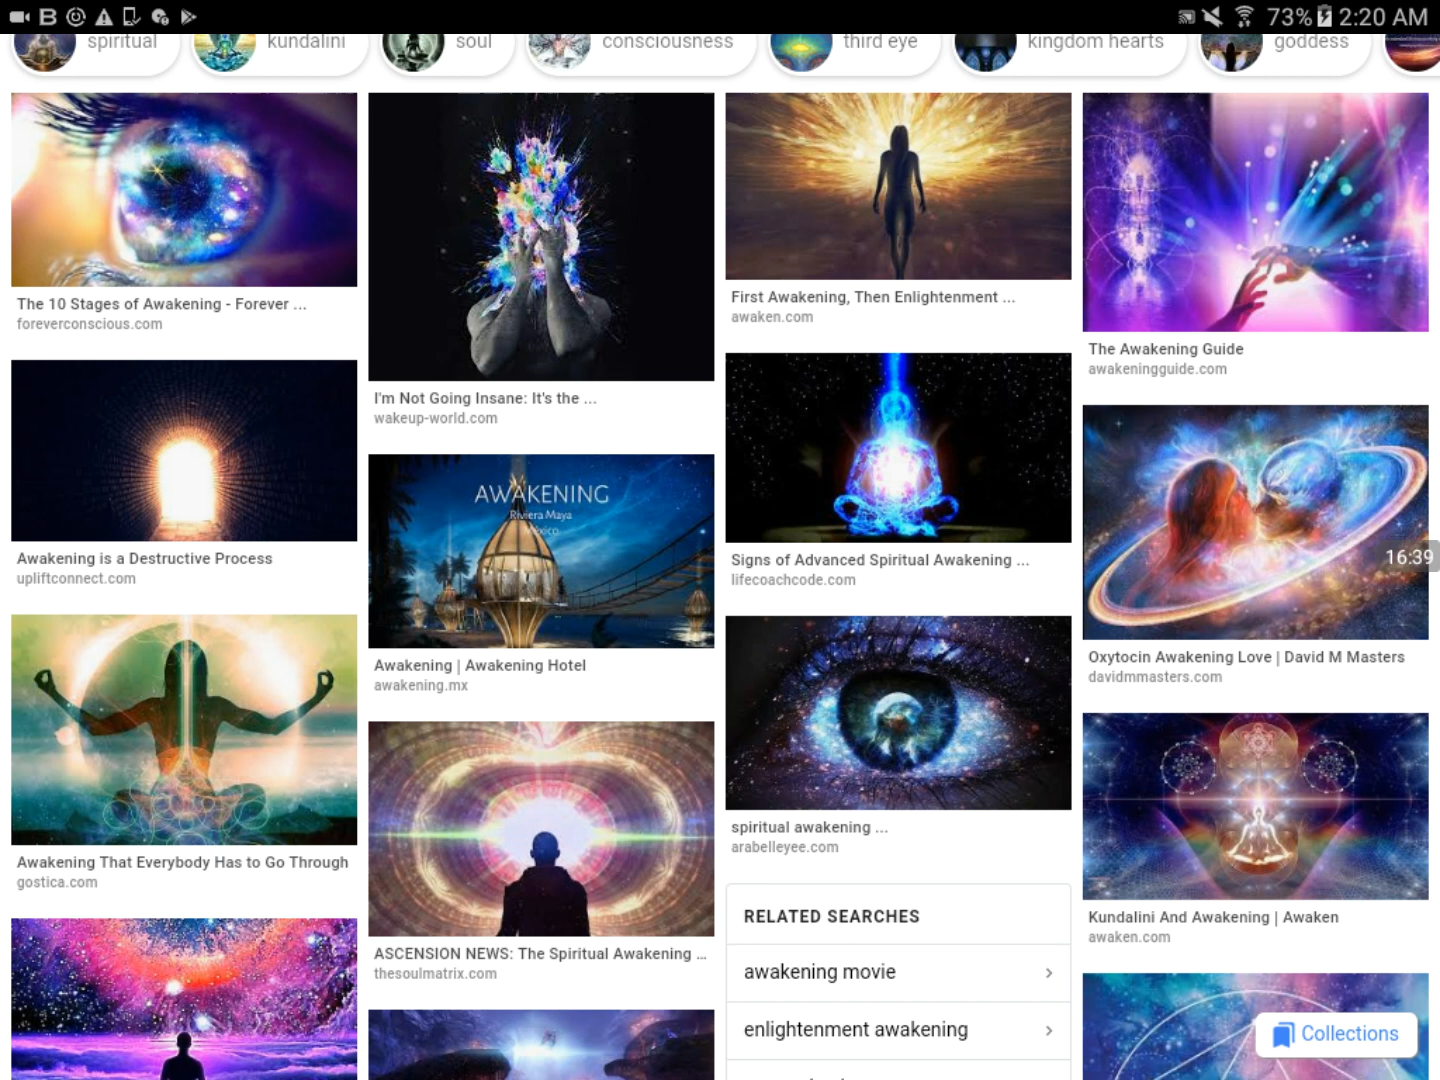 73% 2:20 AM
spiritual
kundalini
soul
consciousness
third eye
kingdom hearts
goddess
The 10 Stages of Awakening - Forever ...
foreverconscious.com
Awakening is a Destructive Process
upliftconnect.com
Awakening That Everybody Has to Go Through
gostica.com
I'm Not Going Insane: It's the ...
wakeup-world.com
AWAKENING
Riviera Maya
México
Awakening | Awakening Hotel
awakening.mx
ASCENSION NEWS: The Spiritual Awakening ...
thesoulmatrix.com
First Awakening, Then Enlightenment ...
awaken.com
Signs of Advanced Spiritual Awakening ...
lifecoachcode.com
spiritual awakening ...
arabelleyee.com
RELATED SEARCHES
awakening movie
enlightenment awakening
The Awakening Guide
awakeningguide.com
16:39
Oxytocin Awakening Love | David M Masters
davidmmasters.com
Kundalini And Awakening | Awaken
awaken.com
Collections